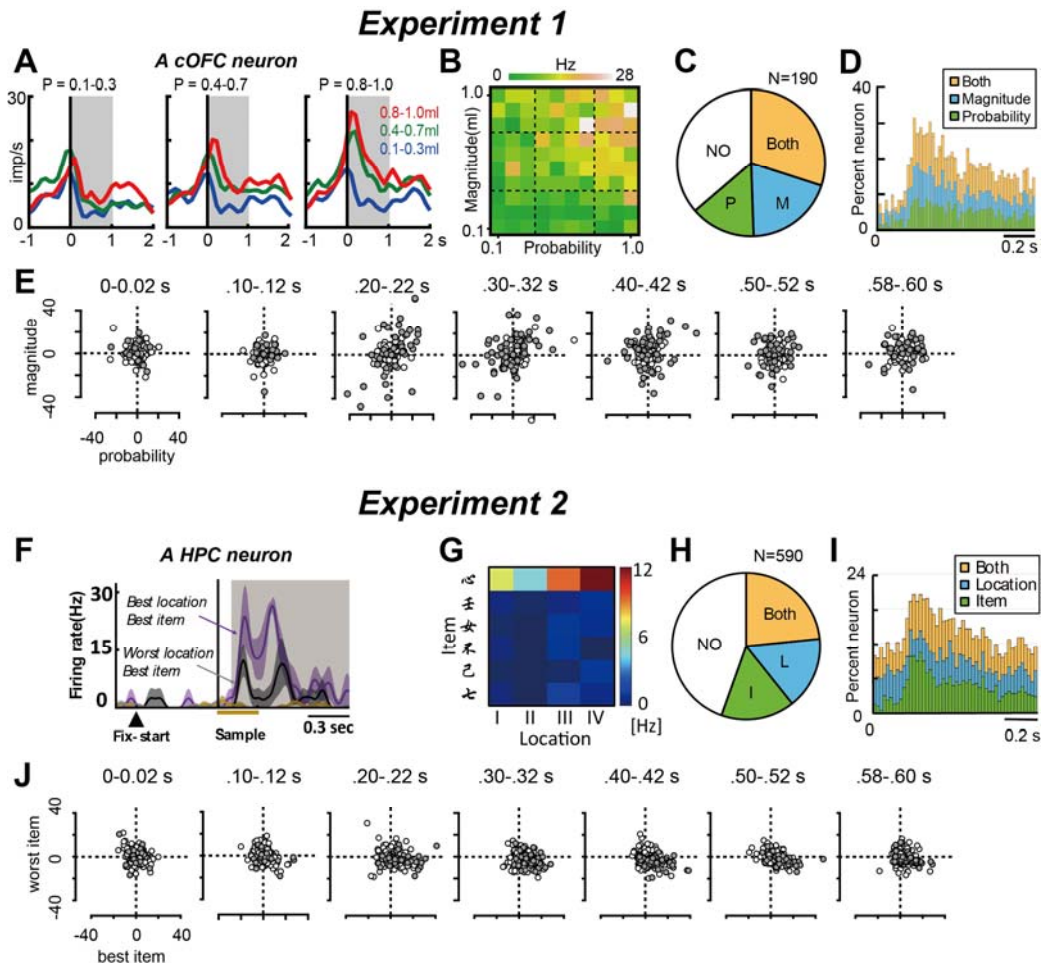 Experiment 1
A
A cOFC neuron
P = 0.1-0.3
P = 0.4-0.7
P = 0.8-1.0
30
imp/s
0
0.8-1.0ml
0.4-0.7ml
0.1-0.3ml
-1 0 1 2
-1 0 1 2
-1 0 1 2 s
B
Hz
0 28
1.0
Magnitude(ml)
0.1
0.1 Probability 1.0
C
N=190
NO
Both
P
M
D
Both
Magnitude
Probability
Percent neuron
40
20
0
0
0.2 s
E
0-0.02 s
.10-.12 s
.20-.22 s
.30-.32 s
.40-.42 s
.50-.52 s
.58-.60 s
magnitude
40
0
-40
-40 0 40
probability
Experiment 2
F
A HPC neuron
Firing rate(Hz)
30
15
0
Best location
Best item
Worst location
Best item
Fix-start
Sample
0.3 sec
G
Item
己
七
I II III IV
Location
12
6
0
[Hz]
H
N=590
NO
Both
L
I
I
Both
Location
Item
Percent neuron
24
0
0
0.2 s
J
0-0.02 s
.10-.12 s
.20-.22 s
.30-.32 s
.40-.42 s
.50-.52 s
.58-.60 s
worst item
40
0
-40
-40 0 40
best item